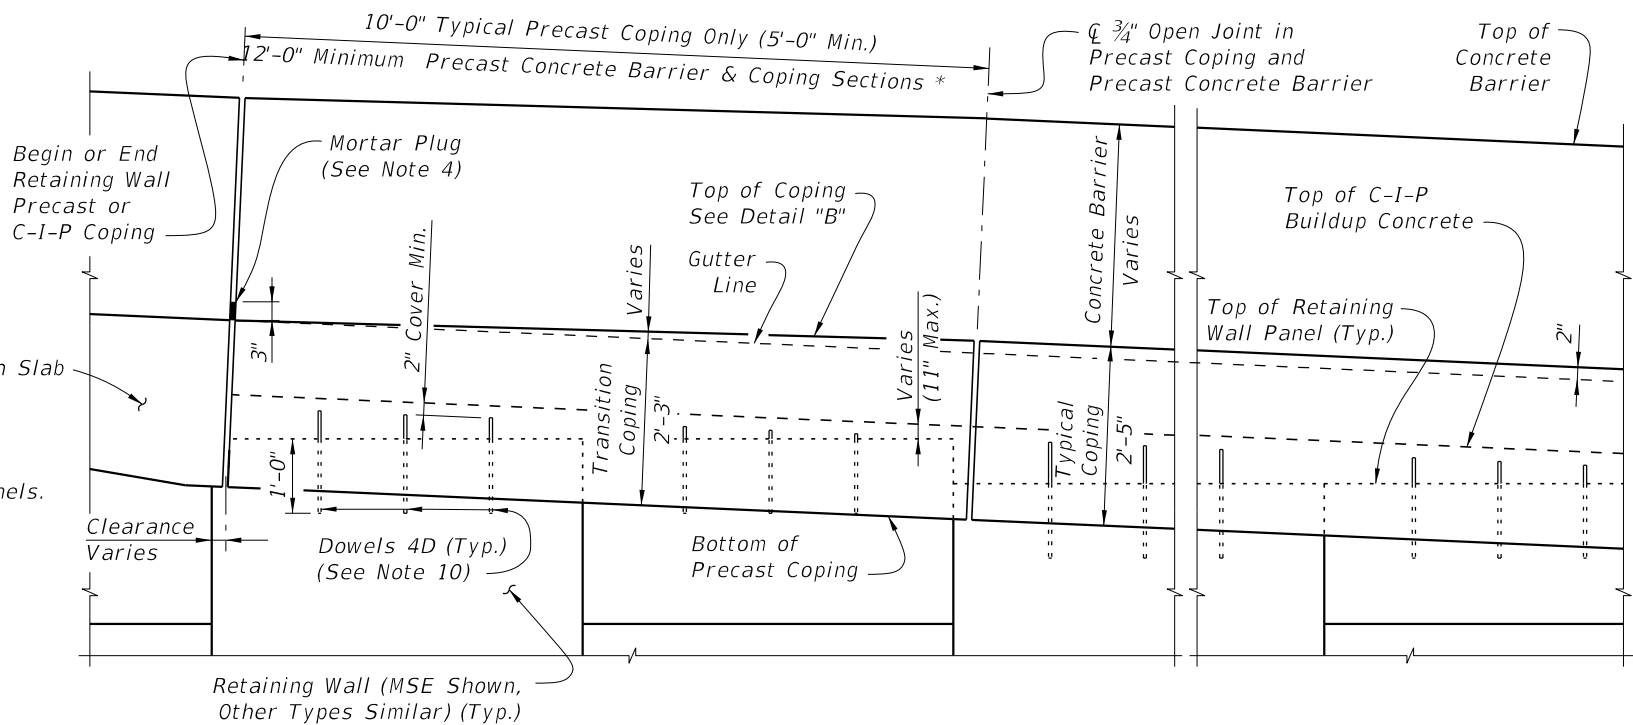 10'-0" Typical Precast Coping Only (5'-0" Min.)
12'-0" Minimum Precast Concrete Barrier & Coping Sections *
℄ ¾" Open Joint in
Precast Coping and
Precast Concrete Barrier
Top of
Concrete
Barrier
Begin or End
Retaining Wall
Precast or
C-I-P Coping
Mortar Plug
(See Note 4)
Top of Coping
See Detail "B"
Gutter
Line
Concrete Barrier
Varies
Top of C-I-P
Buildup Concrete
Top of Retaining
Wall Panel (Typ.)
2" Cover Min.
Varies
Varies
(11" Max.)
2"
3"
Slab
Transition
Coping
2'-3"
Typical
Coping
2'-5"
1'-0"
Clearance
Varies
Dowels 4D (Typ.)
(See Note 10)
Bottom of
Precast Coping
Retaining Wall (MSE Shown,
Other Types Similar) (Typ.)